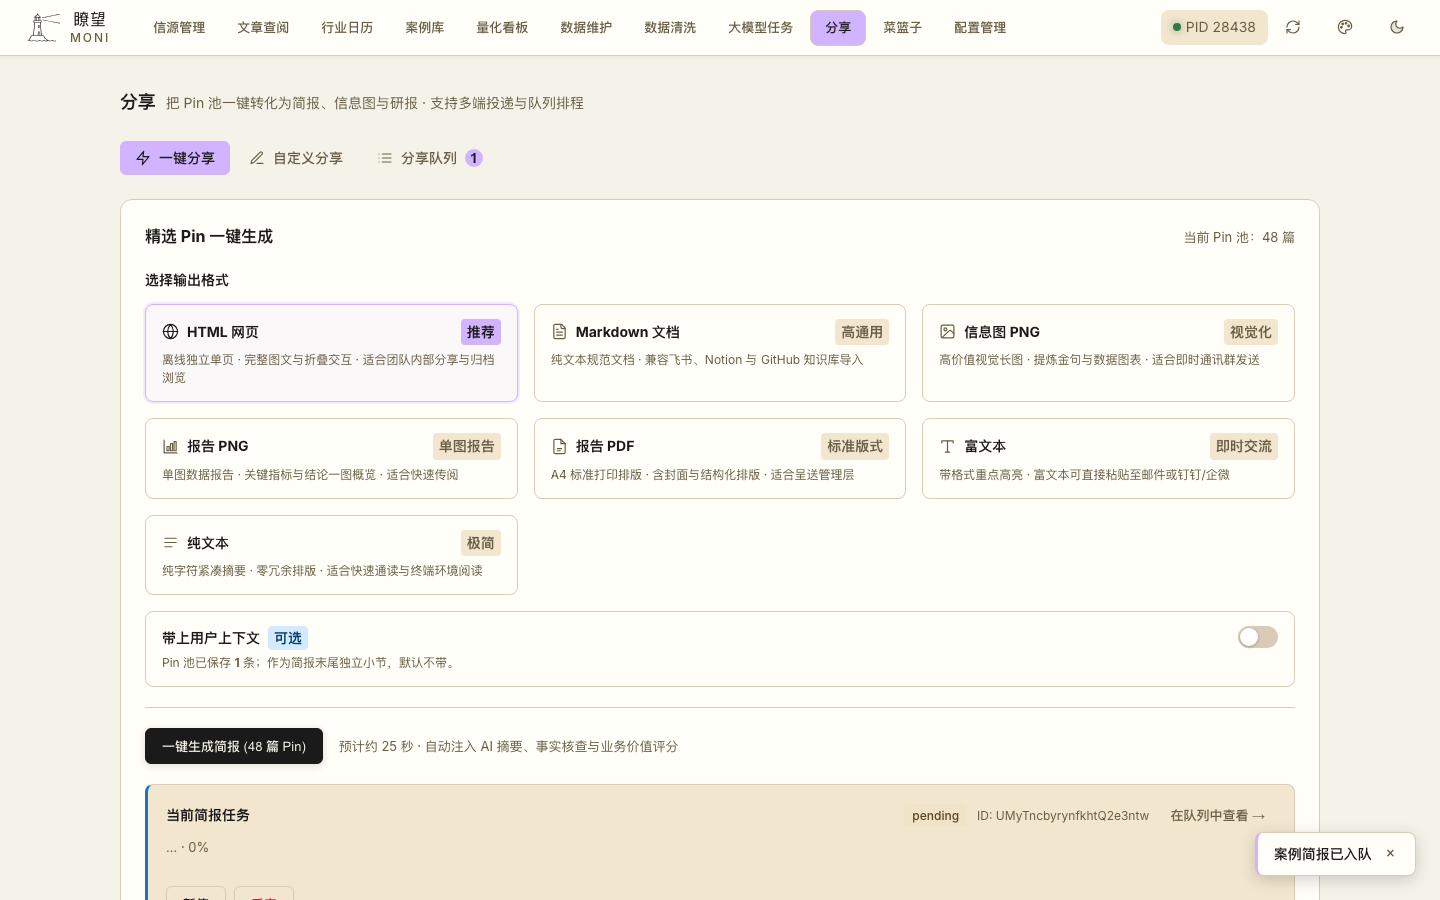 瞭望
MONI
信源管理 文章查阅 行业日历 案例库 量化看板 数据维护 数据清洗 大模型任务 分享 菜篮子 配置管理 PID 28438
分享 把 Pin 池一键转化为简报、信息图与研报 · 支持多端投递与队列排程
一键分享 自定义分享 分享队列 1
精选 Pin 一键生成 当前 Pin 池：48 篇
选择输出格式
HTML 网页 推荐
离线独立单页 · 完整图文与折叠交互 · 适合团队内部分享与归档
浏览
Markdown 文档 高通用
纯文本规范文档 · 兼容飞书、Notion 与 GitHub 知识库导入
信息图 PNG 视觉化
高价值视觉长图 · 提炼金句与数据图表 · 适合即时通讯群发送
报告 PNG 单图报告
单图数据报告 · 关键指标与结论一图概览 · 适合快速传阅
报告 PDF 标准版式
A4 标准打印排版 · 含封面与结构化排版 · 适合呈送管理层
富文本 即时交流
带格式重点高亮 · 富文本可直接粘贴至邮件或钉钉/企微
纯文本 极简
纯字符紧凑摘要 · 零冗余排版 · 适合快速通读与终端环境阅读
带上用户上下文 可选
Pin 池已保存 1 条；作为简报末尾独立小节，默认不带。
一键生成简报 (48 篇 Pin) 预计约 25 秒 · 自动注入 AI 摘要、事实核查与业务价值评分
当前简报任务 pending ID: UMyTncbyrynfkhtQ2e3ntw 在队列中查看 →
... · 0%
案例简报已入队 ×